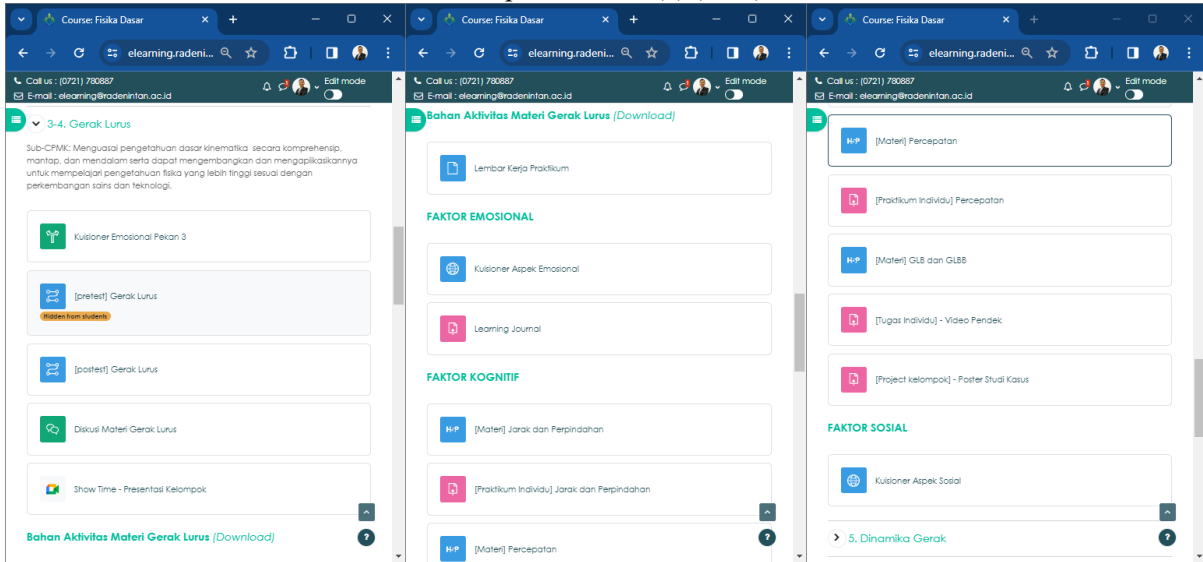 Course: Fisika Dasar
elearning.radeni...
Call us : (0721) 780887
E-mail : elearning@radenintan.ac.id
Edit mode
3-4. Gerak Lurus
Sub-CPMK: Menguasai pengetahuan dasar kinematika secara komprehensip,
mantap, dan mendalam serta dapat mengembangkan dan mengaplikasikannya
untuk mempelajari pengetahuan fisika yang lebih tinggi sesuai dengan
perkembangan sains dan teknologi.
Kuisioner Emosional Pekan 3
[pretest] Gerak Lurus
Hidden from students
[postest] Gerak Lurus
Diskusi Materi Gerak Lurus
Show Time - Presentasi Kelompok
Bahan Aktivitas Materi Gerak Lurus (Download)
?
Course: Fisika Dasar
elearning.radeni...
Call us : (0721) 780887
E-mail : elearning@radenintan.ac.id
Edit mode
Bahan Aktivitas Materi Gerak Lurus (Download)
Lembar Kerja Praktikum
FAKTOR EMOSIONAL
Kuisioner Aspek Emosional
Learning Journal
FAKTOR KOGNITIF
H5P [Materi] Jarak dan Perpindahan
[Praktikum Individu] Jarak dan Perpindahan
H5P [Materi] Percepatan
?
Course: Fisika Dasar
elearning.radeni...
Call us : (0721) 780887
E-mail : elearning@radenintan.ac.id
Edit mode
H5P [Materi] Percepatan
[Praktikum Individu] Percepatan
H5P [Materi] GLB dan GLBB
[Tugas Individu] - Video Pendek
[Project kelompok] - Poster Studi Kasus
FAKTOR SOSIAL
Kuisioner Aspek Sosial
5. Dinamika Gerak
?